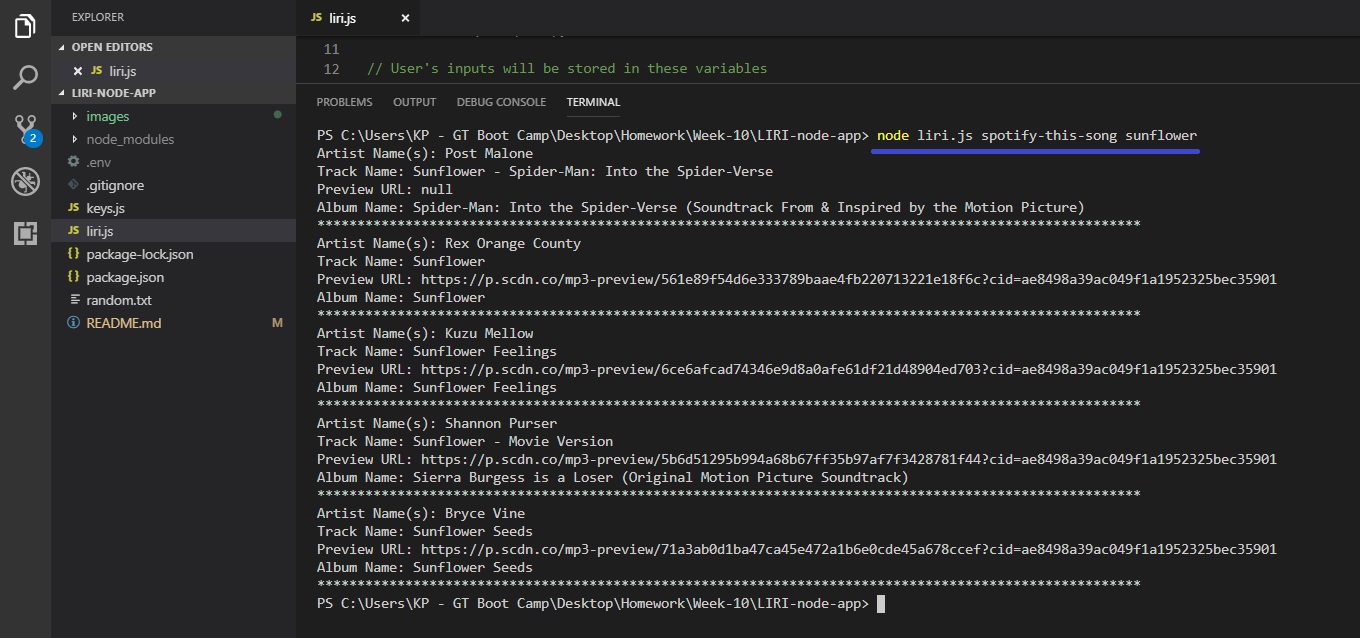 EXPLORER
OPEN EDITORS
JS liri.js
LIRI-NODE-APP
images
node_modules
.env
.gitignore
JS keys.js
JS liri.js
{} package-lock.json
{} package.json
random.txt
README.md M
2
JS liri.js
11
12 // User's inputs will be stored in these variables
PROBLEMS OUTPUT DEBUG CONSOLE TERMINAL
PS C:\Users\KP - GT Boot Camp\Desktop\Homework\Week-10\LIRI-node-app> node liri.js spotify-this-song sunflower
Artist Name(s): Post Malone
Track Name: Sunflower - Spider-Man: Into the Spider-Verse
Preview URL: null
Album Name: Spider-Man: Into the Spider-Verse (Soundtrack From & Inspired by the Motion Picture)
*******************************************************************************************************
Artist Name(s): Rex Orange County
Track Name: Sunflower
Preview URL: https://p.scdn.co/mp3-preview/561e89f54d6e333789baae4fb220713221e18f6c?cid=ae8498a39ac049f1a1952325bec35901
Album Name: Sunflower
*******************************************************************************************************
Artist Name(s): Kuzu Mellow
Track Name: Sunflower Feelings
Preview URL: https://p.scdn.co/mp3-preview/6ce6afcad74346e9d8a0afe61df21d48904ed703?cid=ae8498a39ac049f1a1952325bec35901
Album Name: Sunflower Feelings
*******************************************************************************************************
Artist Name(s): Shannon Purser
Track Name: Sunflower - Movie Version
Preview URL: https://p.scdn.co/mp3-preview/5b6d51295b994a68b67ff35b97af7f3428781f44?cid=ae8498a39ac049f1a1952325bec35901
Album Name: Sierra Burgess is a Loser (Original Motion Picture Soundtrack)
*******************************************************************************************************
Artist Name(s): Bryce Vine
Track Name: Sunflower Seeds
Preview URL: https://p.scdn.co/mp3-preview/71a3ab0d1ba47ca45e472a1b6e0cde45a678ccef?cid=ae8498a39ac049f1a1952325bec35901
Album Name: Sunflower Seeds
*******************************************************************************************************
PS C:\Users\KP - GT Boot Camp\Desktop\Homework\Week-10\LIRI-node-app>